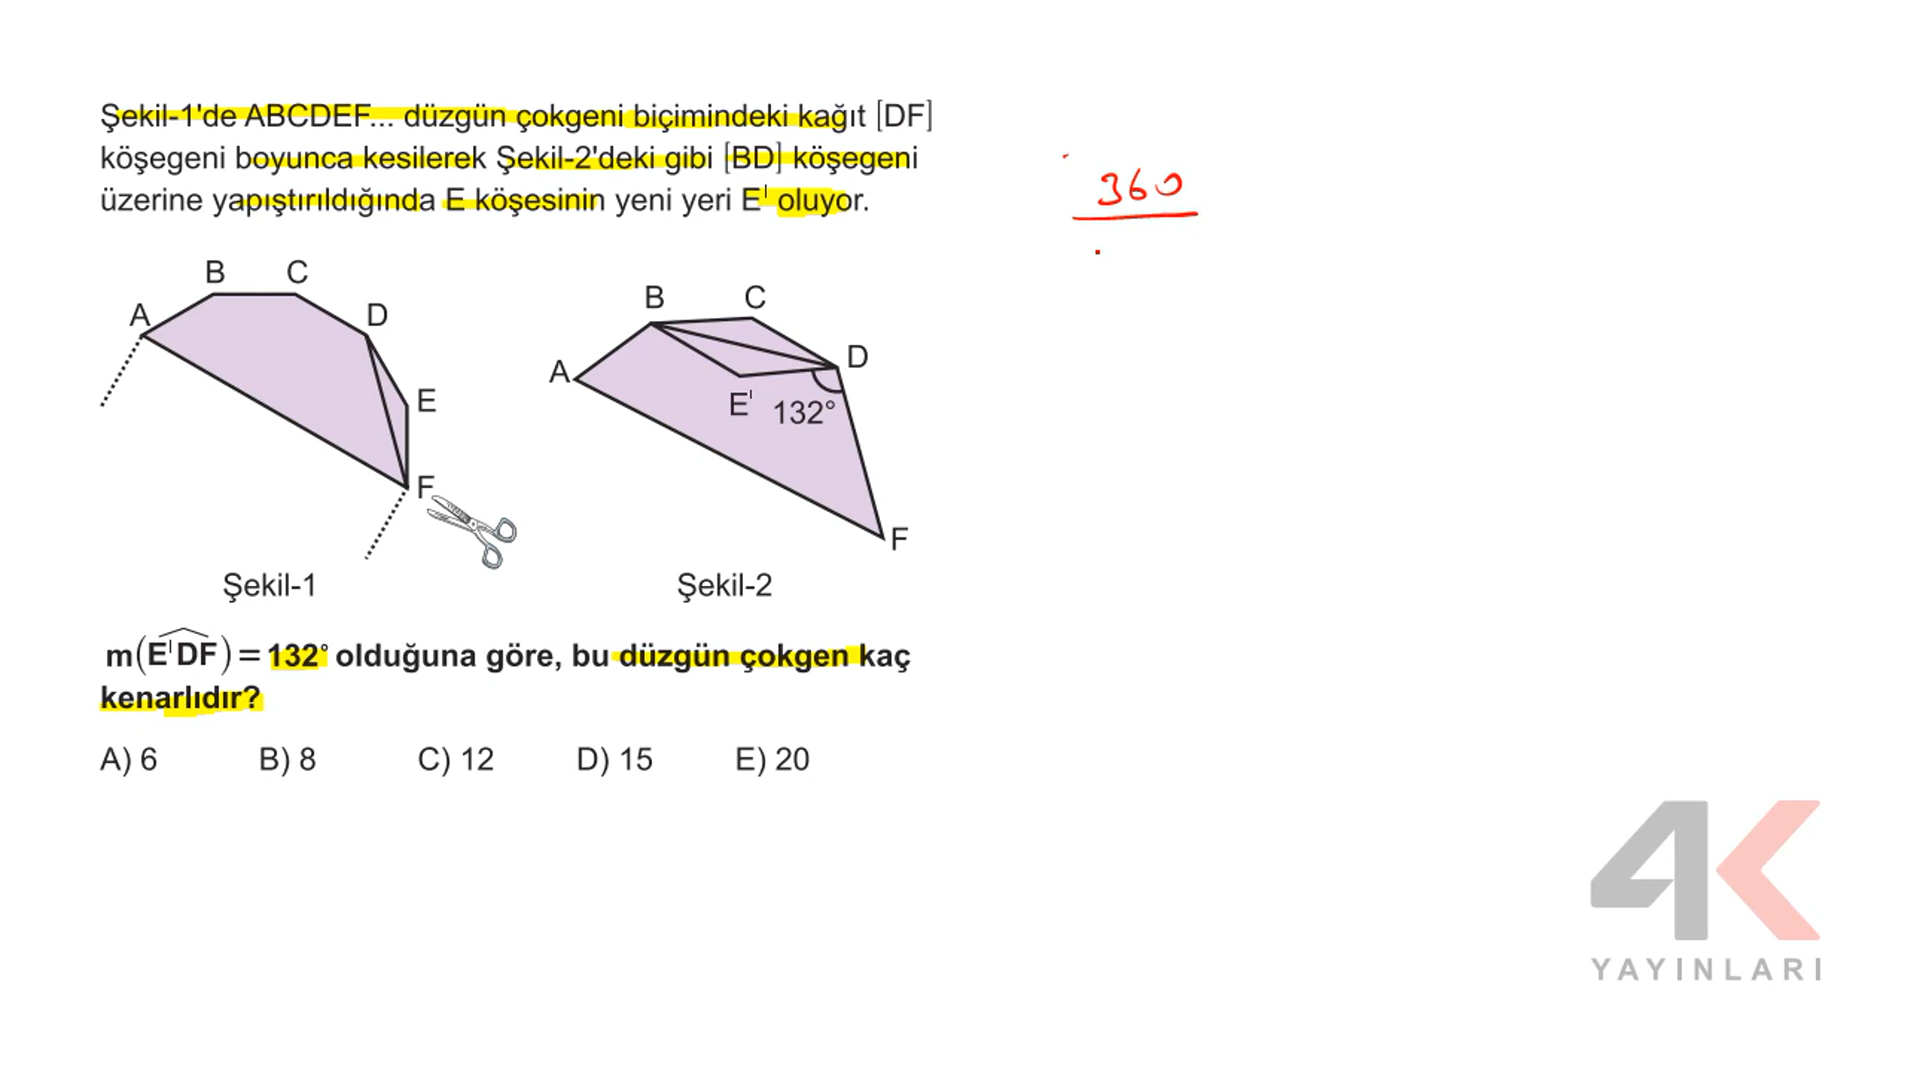 Şekil-1'de ABCDEF... düzgün çokgeni biçimindeki kağıt [DF]
köşegeni boyunca kesilerek Şekil-2'deki gibi [BD] köşegeni
üzerine yapıştırıldığında E köşesinin yeni yeri E' oluyor.
360
B C
A D
E
F
Şekil-1
B C
A D
E' 132°
F
Şekil-2
m(E'DF) = 132° olduğuna göre, bu düzgün çokgen kaç
kenarlıdır?
A) 6 B) 8 C) 12 D) 15 E) 20
4K
YAYINLARI